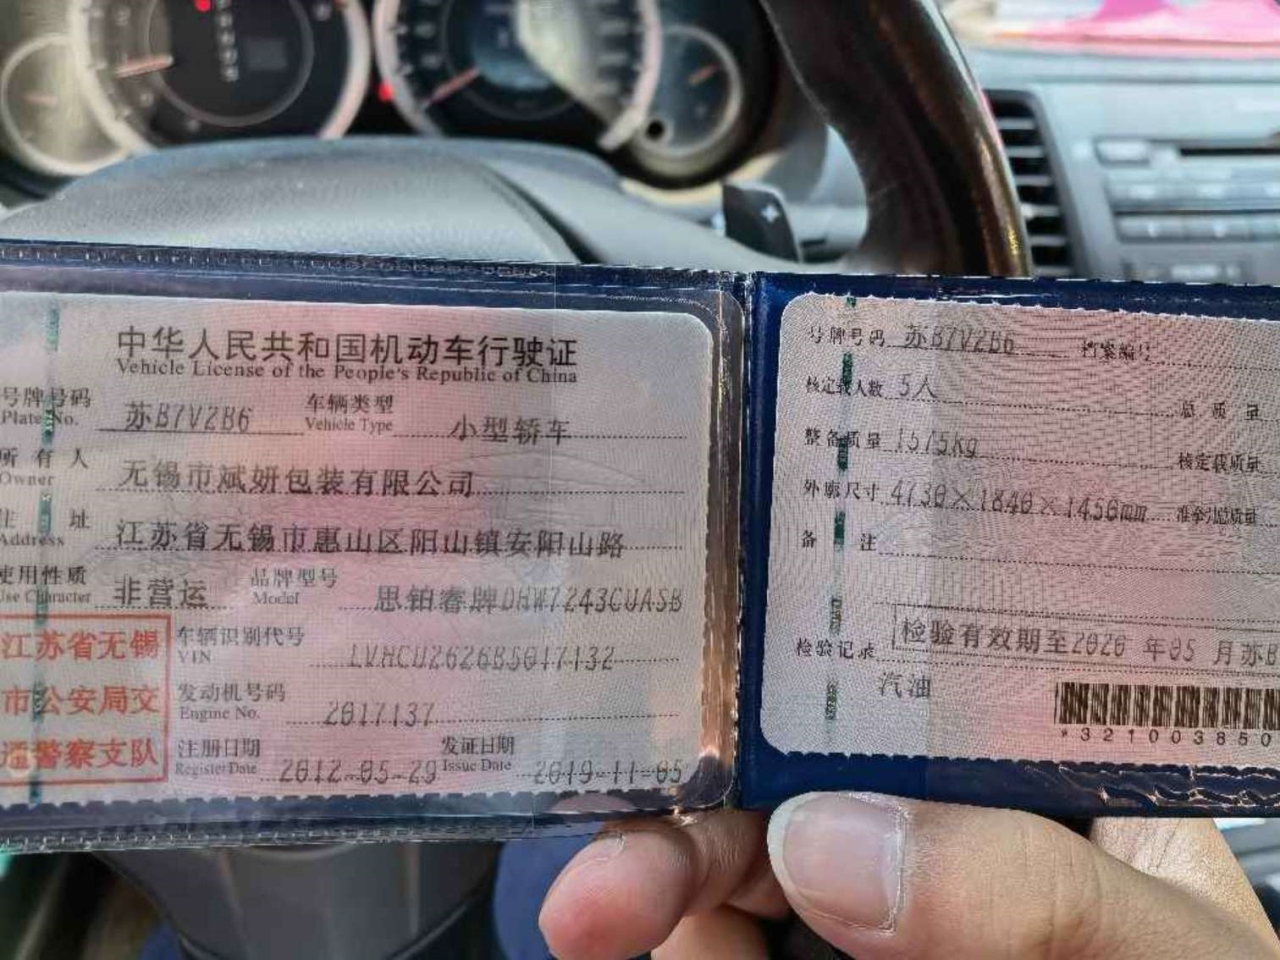 中华人民共和国机动车行驶证
Vehicle License of the People's Republic of China
号牌号码 苏B7V2B6 车辆类型 小型轿车
Plate No. Vehicle Type
所有人 无锡市斌妍包装有限公司
Owner
住址 江苏省无锡市惠山区阳山镇安阳山路
Address
使用性质 非营运 品牌型号 思铂睿牌DHW7243CUASB
Use Character Model
江苏省无锡
市公安局交
通警察支队
车辆识别代号 LVHCU2626B5017132
VIN
发动机号码 2017137
Engine No.
注册日期 2012-05-29 发证日期 2019-11-05
Register Date Issue Date
号牌号码 苏B7V2B6 档案编号
核定载人数 5人 总质量
整备质量 1575kg 核定载质量
外廓尺寸 4730×1840×1450mm 准牵引总质量
备注
检验记录 检验有效期至2020年05月苏B
汽油
*321003850